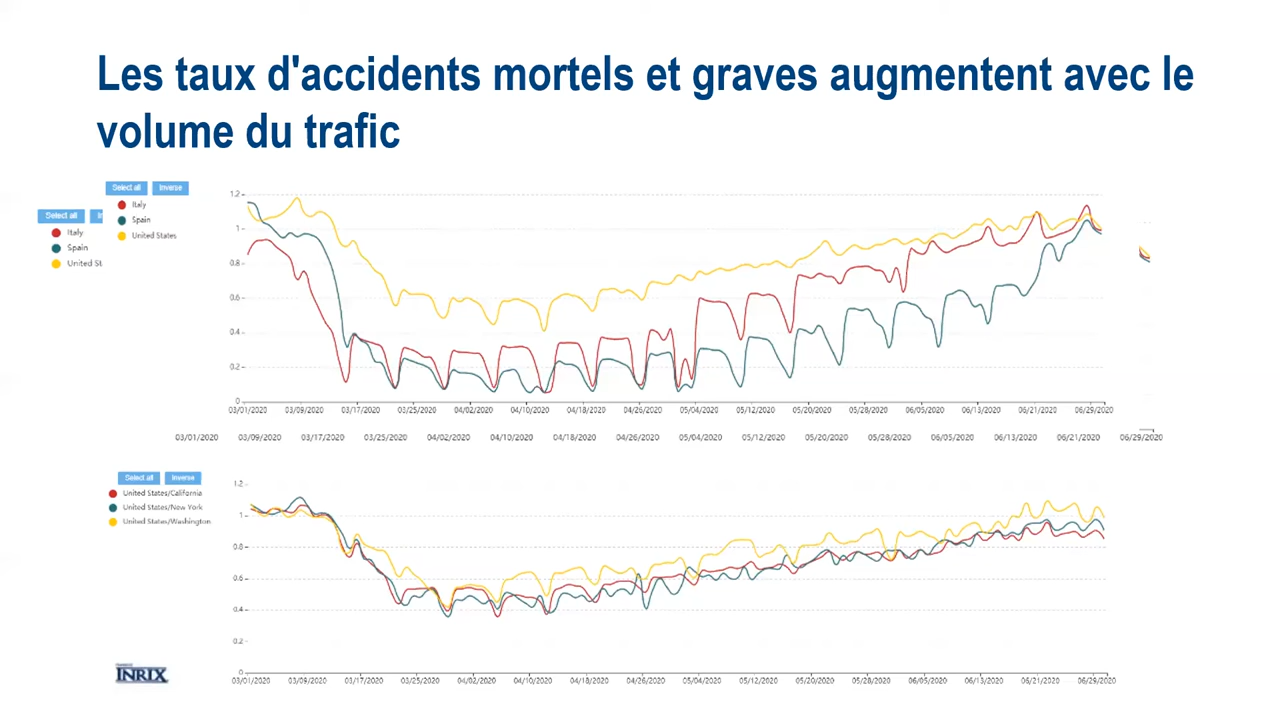 Les taux d'accidents mortels et graves augmentent avec le
volume du trafic
Select all Inverse
Italy
Spain
United States
Select all In
Italy
Spain
United St
1.2
1
0.8
0.6
0.4
0.2
0
03/01/2020 03/09/2020 03/17/2020 03/25/2020 04/02/2020 04/10/2020 04/18/2020 04/26/2020 05/04/2020 05/12/2020 05/20/2020 05/28/2020 06/05/2020 06/13/2020 06/21/2020 06/29/2020
03/01/2020 03/09/2020 03/17/2020 03/25/2020 04/02/2020 04/10/2020 04/18/2020 04/26/2020 05/04/2020 05/12/2020 05/20/2020 05/28/2020 06/05/2020 06/13/2020 06/21/2020 06/29/2020
Select all Inverse
United States/California
United States/New York
United States/Washington
1.2
1
0.8
0.6
0.4
0.2
0
03/01/2020 03/09/2020 03/17/2020 03/25/2020 04/02/2020 04/10/2020 04/18/2020 04/26/2020 05/04/2020 05/12/2020 05/20/2020 05/28/2020 06/05/2020 06/13/2020 06/21/2020 06/29/2020
INRIX